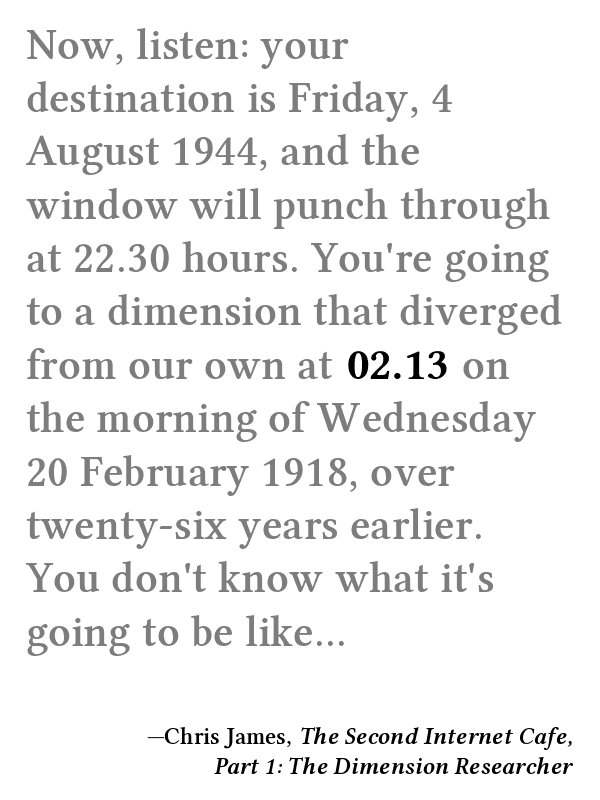 Now, listen: your
destination is Friday, 4
August 1944, and the
window will punch through
at 22.30 hours. You're going
to a dimension that diverged
from our own at 02.13 on
the morning of Wednesday
20 February 1918, over
twenty-six years earlier.
You don't know what it's
going to be like...
—Chris James, The Second Internet Cafe,
Part 1: The Dimension Researcher